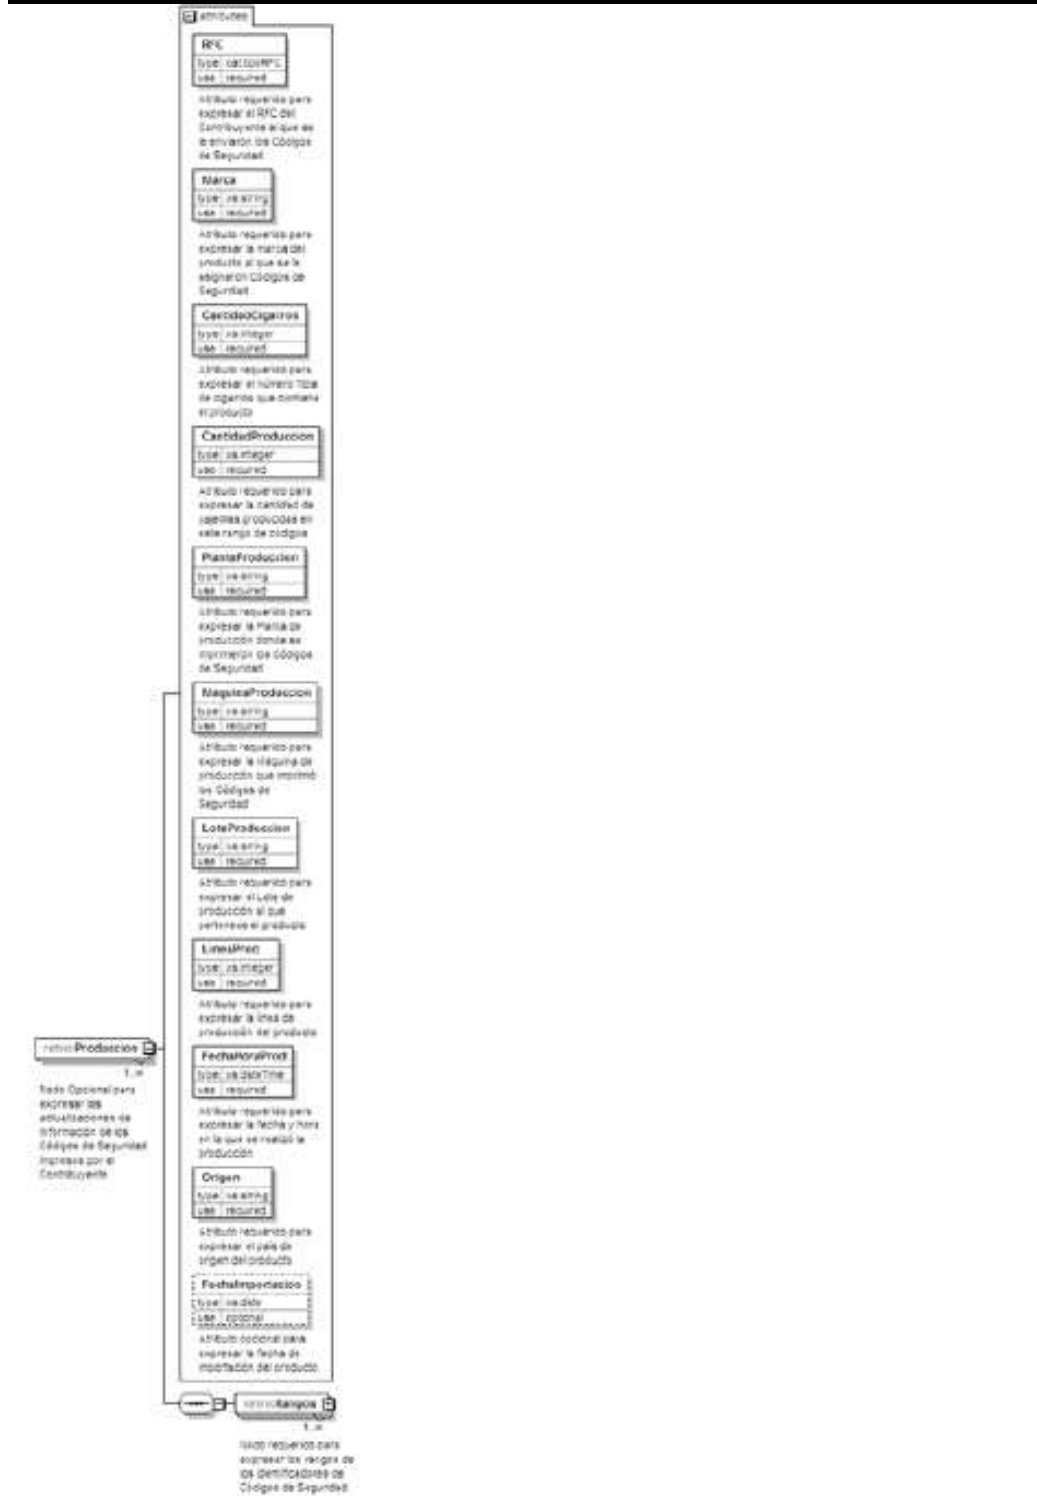 attributes
RFC
type
use required
Atributo requerido para
expresar el RFC del
Contribuyente al que se
le enviaron los Códigos
de Seguridad
Marca
type xs:string
use required
Atributo requerido para
expresar la marca del
producto al que se le
asignaron Códigos de
Seguridad
CantidadCigarros
type xs:integer
use required
Atributo requerido para
expresar el número Total
de cigarros que contiene
el producto
CantidadProduccion
type xs:integer
use required
Atributo requerido para
expresar la cantidad de
cajetillas producidas en
este rango de códigos
PlantaProduccion
type xs:string
use required
Atributo requerido para
expresar la Planta de
producción donde se
imprimieron los Códigos
de Seguridad
MaquinaProduccion
type xs:string
use required
Atributo requerido para
expresar la Máquina de
producción que imprimió
los Códigos de
Seguridad
LoteProduccion
type xs:string
use required
Atributo requerido para
expresar el Lote de
producción al que
pertenece el producto
LineaProd
type xs:integer
use required
Atributo requerido para
expresar la línea de
producción del producto
Produccion
1..∞
Nodo Opcional para
expresar las
actualizaciones de
información de los
Códigos de Seguridad
impresos por el
Contribuyente
FechaHoraProd
type xs:dateTime
use required
Atributo requerido para
expresar la fecha y hora
en la que se realizó la
producción
Origen
type xs:string
use required
Atributo requerido para
expresar el país de
origen del producto
FechaImportacion
type xs:date
use optional
Atributo opcional para
expresar la fecha de
importación del producto
Rangos
1..∞
Nodo requerido para
expresar los rangos de
los identificadores de
Códigos de Seguridad